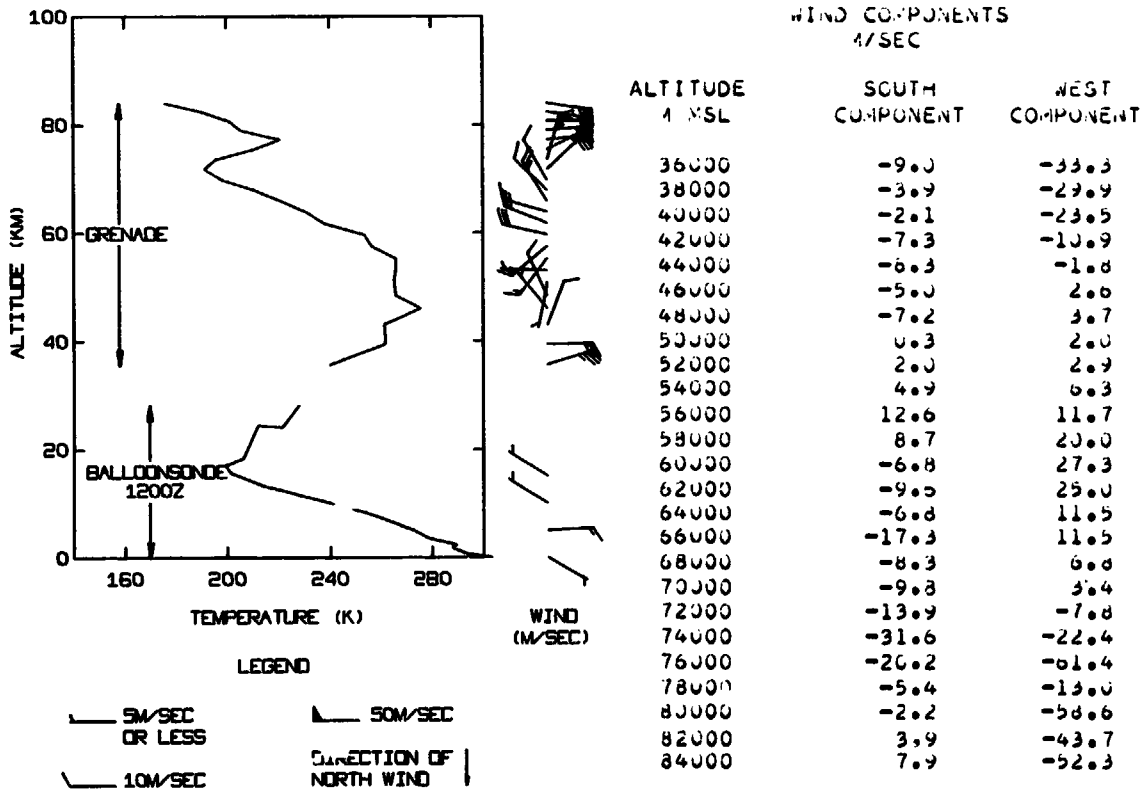 100
80
60
40
20
0
ALTITUDE (KM)
GRENADE
BALLOONSONDE
1200Z
160
200
240
280
TEMPERATURE (K)
WIND
(M/SEC)
LEGEND
5M/SEC
OR LESS
10M/SEC
50M/SEC
DIRECTION OF
NORTH WIND
WIND COMPONENTS
M/SEC
ALTITUDE SOUTH WEST
M MSL COMPONENT COMPONENT
36000 -9.0 -33.3
38000 -3.9 -29.9
40000 -2.1 -23.5
42000 -7.3 -10.9
44000 -6.3 -1.8
46000 -5.0 2.6
48000 -7.2 3.7
50000 0.3 2.0
52000 2.0 2.9
54000 4.9 6.3
56000 12.6 11.7
58000 8.7 20.0
60000 -6.8 27.3
62000 -9.5 25.0
64000 -6.8 11.5
66000 -17.3 11.5
68000 -8.3 6.8
70000 -9.8 3.4
72000 -13.9 -7.8
74000 -31.6 -22.4
76000 -61.4
78000 -5.4
80000 -2.2 -58.6
82000 3.9 -43.7
84000 7.9 -52.3